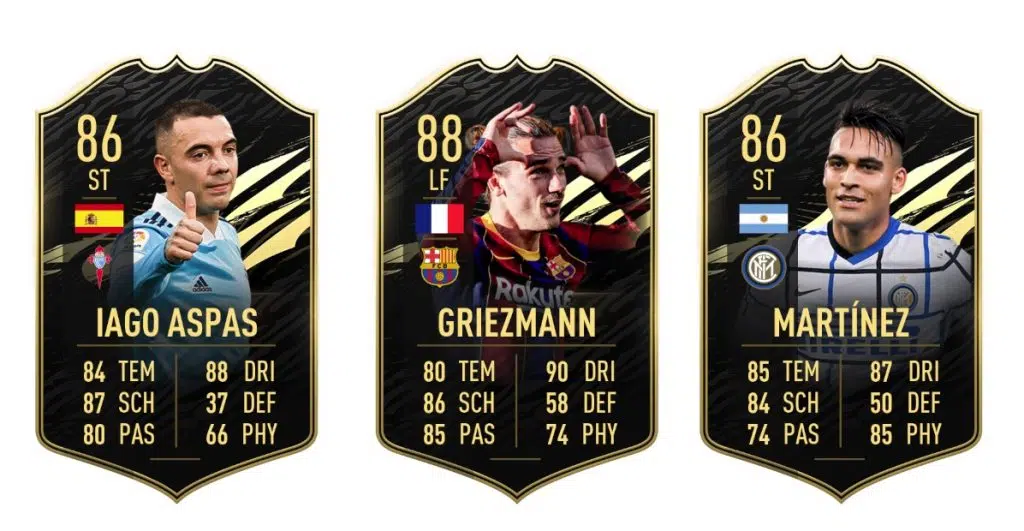 86
ST
IAGO ASPAS
84 TEM 88 DRI
87 SCH 37 DEF
80 PAS 66 PHY
88
LF
FCB
Rakute
GRIEZMANN
80 TEM 90 DRI
86 SCH 58 DEF
85 PAS 74 PHY
86
ST
MARTÍNEZ
85 TEM 87 DRI
84 SCH 50 DEF
74 PAS 85 PHY